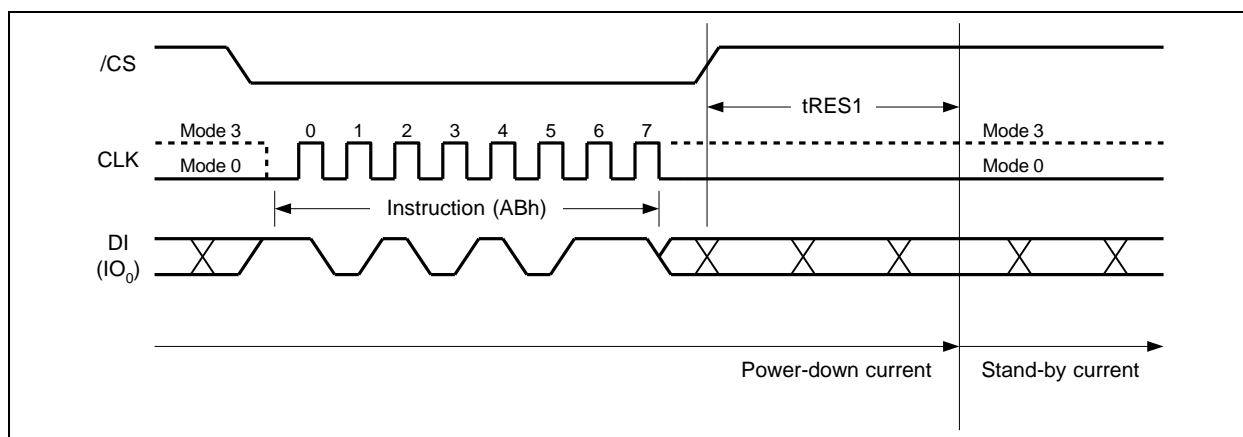 /CS
tRES1
Mode 3 0 1 2 3 4 5 6 7 Mode 3
CLK
Mode 0 Mode 0
Instruction (ABh)
DI
(IO0)
Power-down current Stand-by current